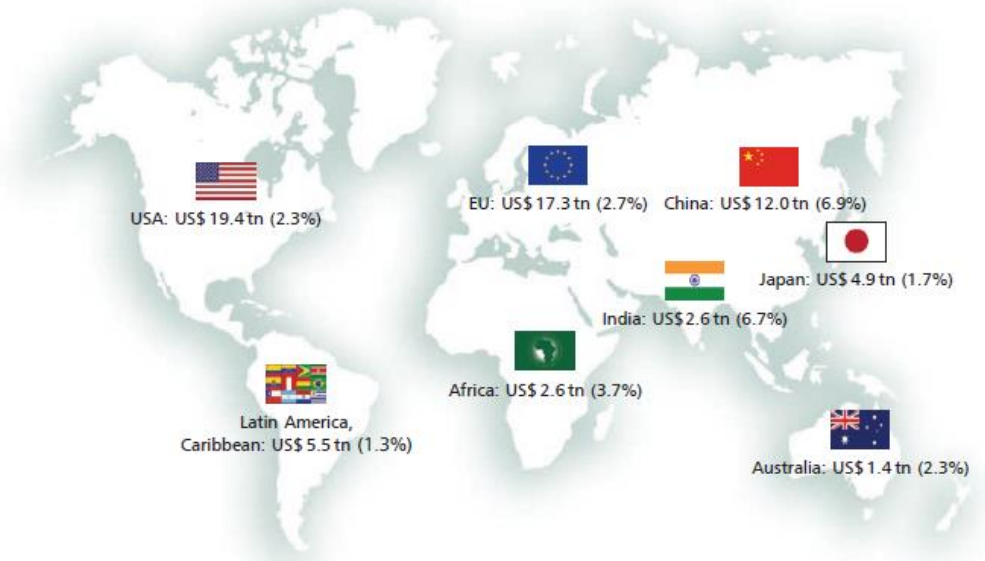 USA: US$ 19.4 tn (2.3%)
EU: US$ 17.3 tn (2.7%)
China: US$ 12.0 tn (6.9%)
Japan: US$ 4.9 tn (1.7%)
India: US$ 2.6 tn (6.7%)
Africa: US$ 2.6 tn (3.7%)
Latin America,
Caribbean: US$ 5.5 tn (1.3%)
Australia: US$ 1.4 tn (2.3%)